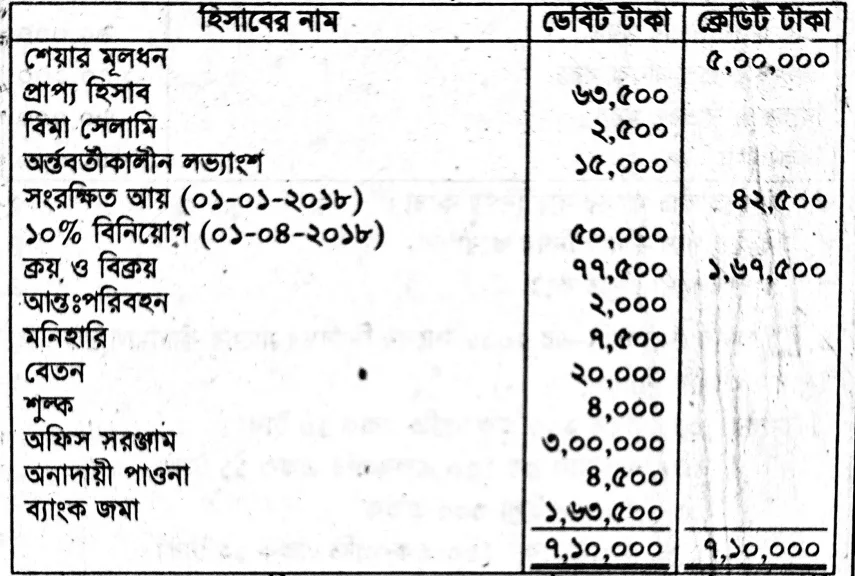 হিসাবের নাম ডেবিট টাকা ক্রেডিট টাকা
শেয়ার মূলধন ৫,০০,০০০
প্রাপ্য হিসাব ৬৩,৫০০
বিমা সেলামি ২,৫০০
অর্ন্তবর্তীকালীন লভ্যাংশ ১৫,০০০
সংরক্ষিত আয় (০১-০১-২০১৮) ৪২,৫০০
১০% বিনিয়োগ (০১-০৪-২০১৮) ৫০,০০০
ক্রয় ও বিক্রয় ৭৭,৫০০ ১,৬৭,৫০০
আন্তঃপরিবহন ২,০০০
মনিহারি ৭,৫০০
বেতন ২০,০০০
শুল্ক ৪,০০০
অফিস সরঞ্জাম ৩,০০,০০০
অনাদায়ী পাওনা ৪,৫০০
ব্যাংক জমা ১,৬৩,৫০০
৭,১০,০০০ ৭,১০,০০০